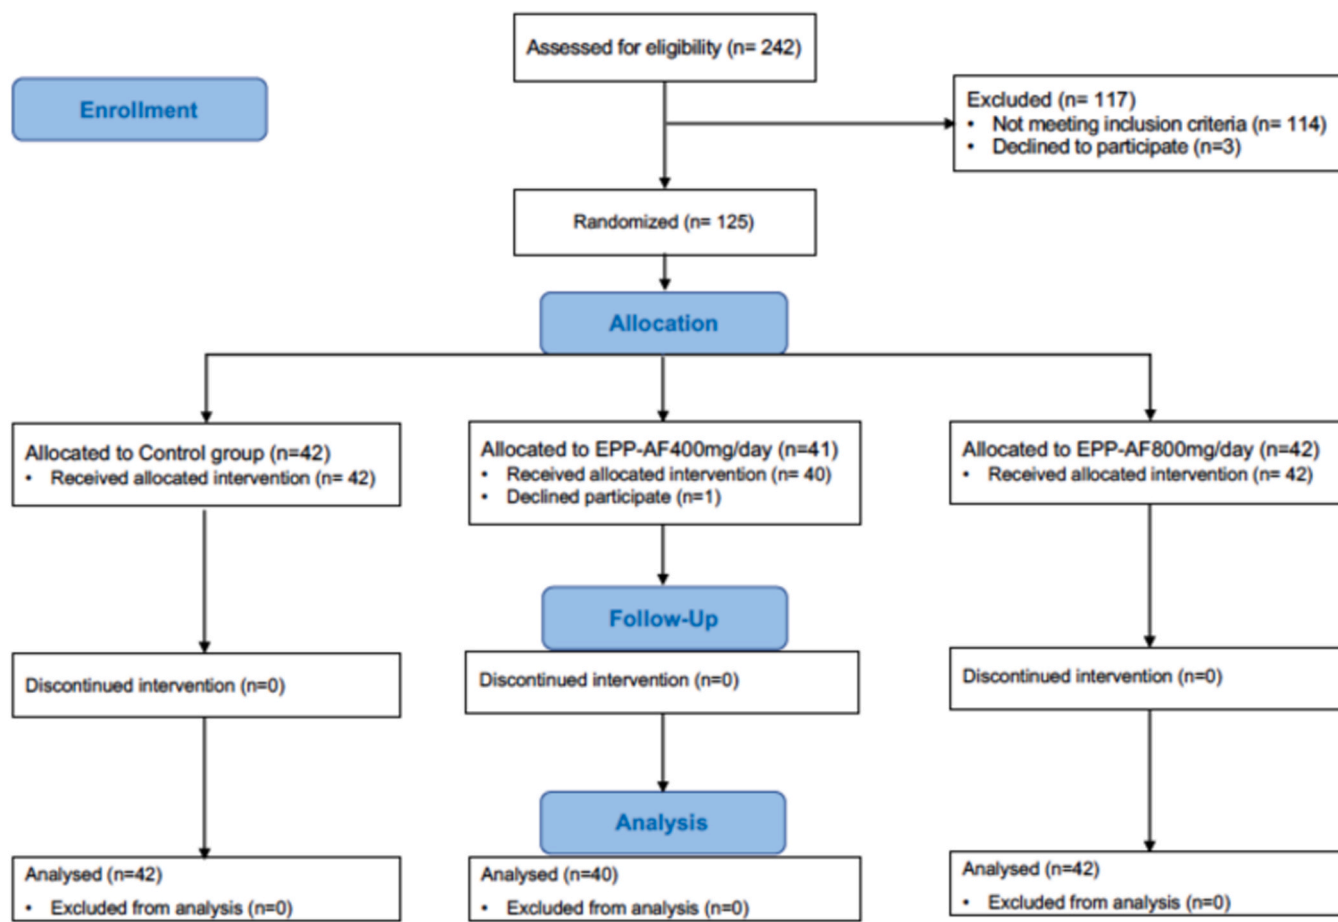 Assessed for eligibility (n= 242)
Enrollment
Excluded (n= 117)
• Not meeting inclusion criteria (n= 114)
• Declined to participate (n=3)
Randomized (n= 125)
Allocation
Allocated to Control group (n=42)
• Received allocated intervention (n= 42)
Allocated to EPP-AF400mg/day (n=41)
• Received allocated intervention (n= 40)
• Declined participate (n=1)
Allocated to EPP-AF800mg/day (n=42)
• Received allocated intervention (n= 42)
Follow-Up
Discontinued intervention (n=0)
Discontinued intervention (n=0)
Discontinued intervention (n=0)
Analysis
Analysed (n=42)
• Excluded from analysis (n=0)
Analysed (n=40)
• Excluded from analysis (n=0)
Analysed (n=42)
• Excluded from analysis (n=0)